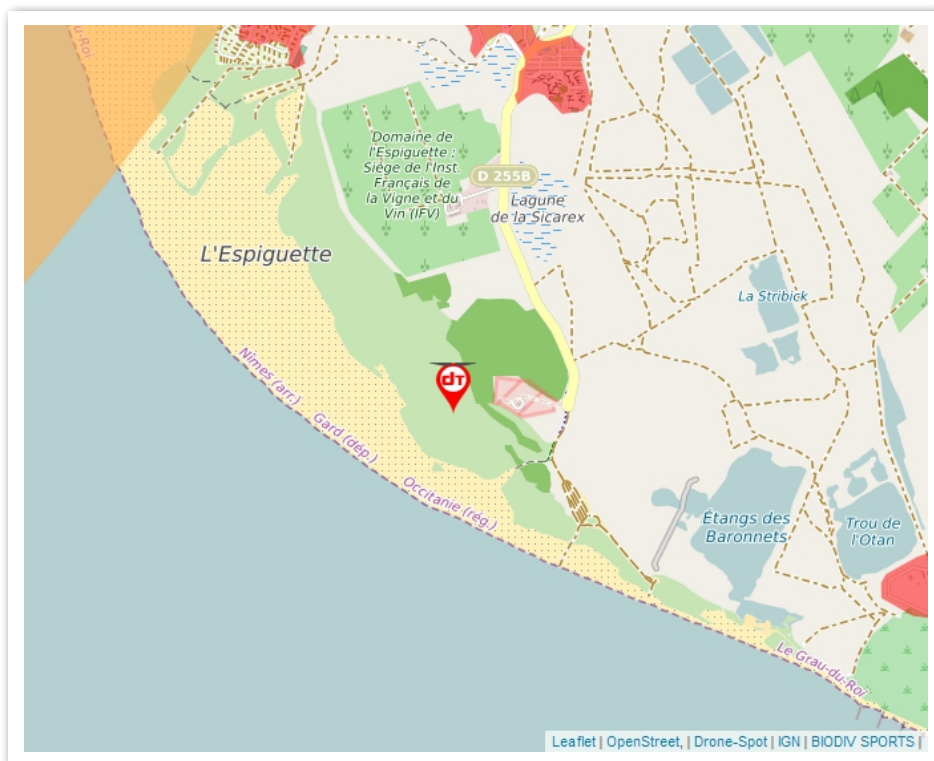 u-Roi
Domaine de
l'Espiguette ;
Siège de l'Inst.
Français de
la Vigne et du
Vin (IFV)
D 255B
Lagune
de la Sicarex
L'Espiguette
La Stribick
dT
Nîmes (arr.)
Gard (dép.)
Occitanie (rég.)
Étangs des
Baronnets
Trou de
l'Otan
Le Grau-du-Roi
Leaflet | OpenStreet, | Drone-Spot | IGN | BIODIV SPORTS |